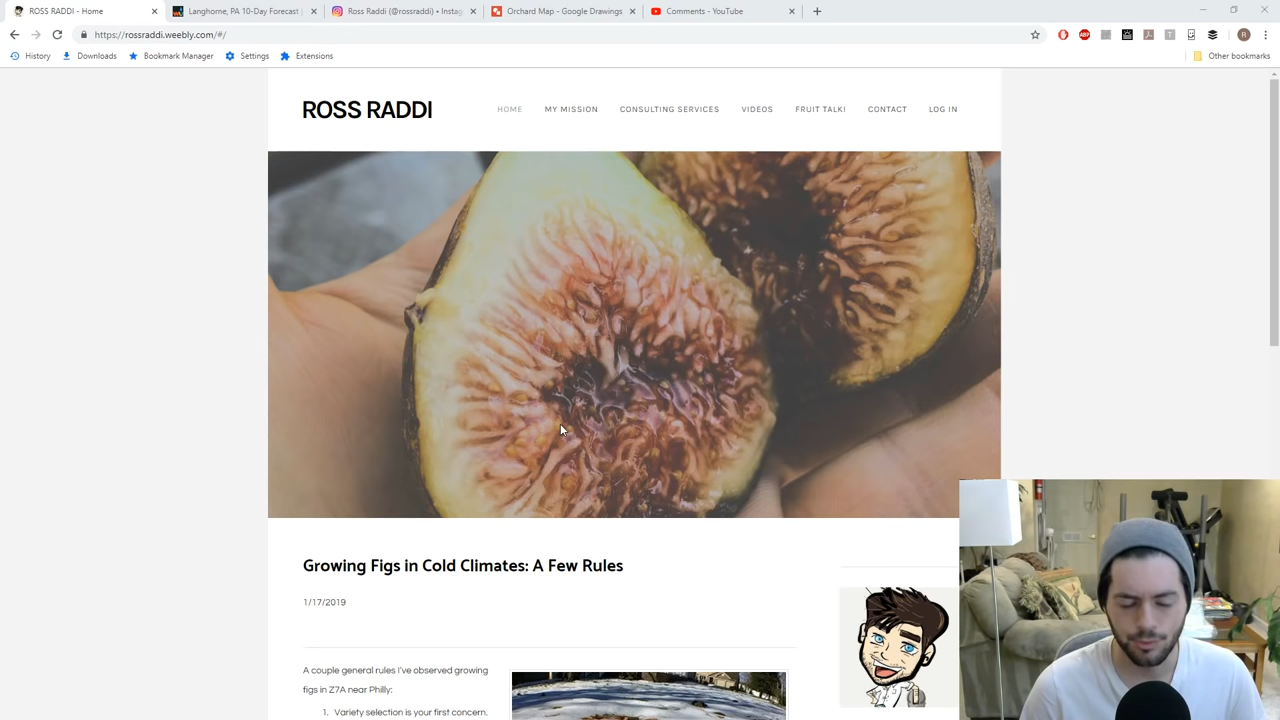 ROSS RADDI - Home
Langhorne, PA 10-Day Forecast
Ross Raddi (@rossraddi) • Instag
Orchard Map - Google Drawings
Comments - YouTube
https://rossraddi.weebly.com/#/
History
Downloads
Bookmark Manager
Settings
Extensions
Other bookmarks
ROSS RADDI
HOME
MY MISSION
CONSULTING SERVICES
VIDEOS
FRUIT TALK!
CONTACT
LOG IN
Growing Figs in Cold Climates: A Few Rules
1/17/2019
A couple general rules I've observed growing
figs in Z7A near Philly:
1. Variety selection is your first concern.